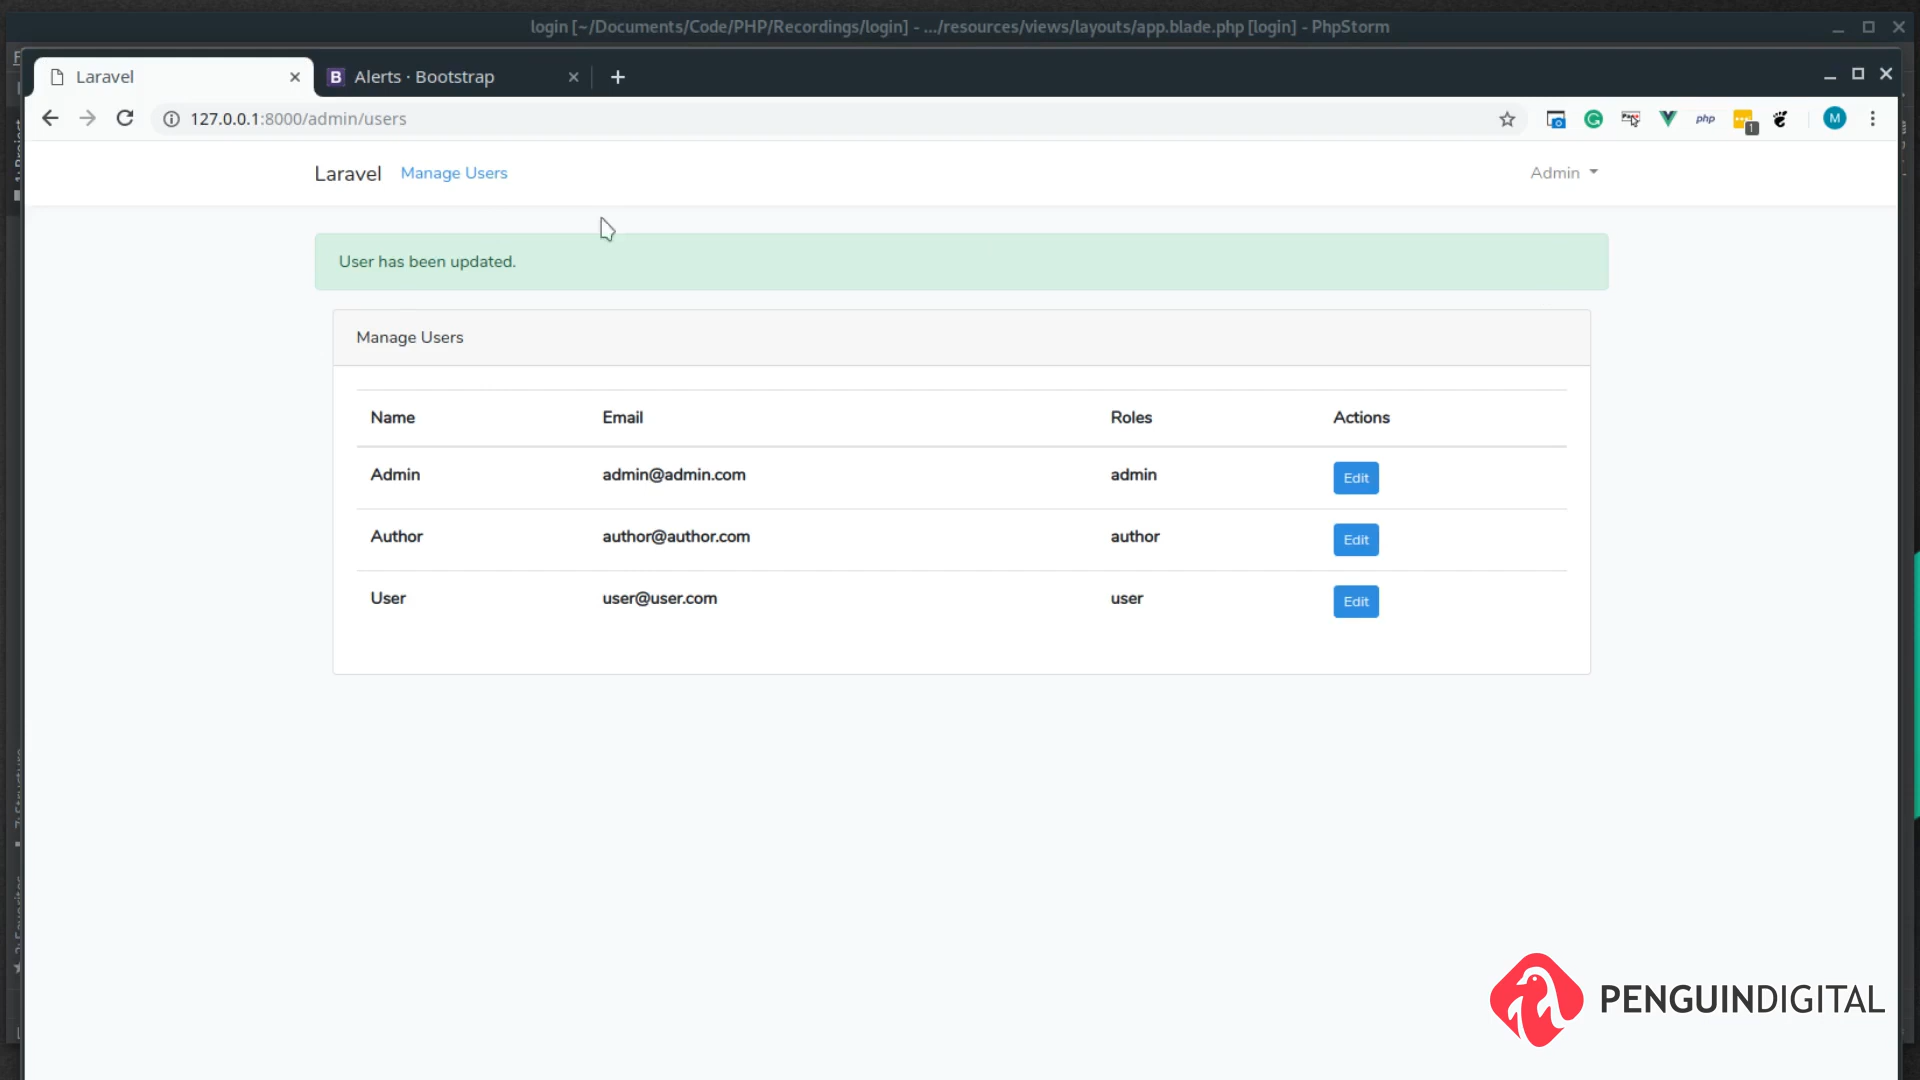 login [~/Documents/Code/PHP/Recordings/login] - .../resources/views/layouts/app.blade.php [login] - PhpStorm
Laravel
B Alerts · Bootstrap
127.0.0.1:8000/admin/users
php
1
M
Laravel Manage Users Admin
User has been updated.
Manage Users
Name Email Roles Actions
Admin admin@admin.com admin Edit
Author author@author.com author Edit
User user@user.com user Edit
PENGUINDIGITAL